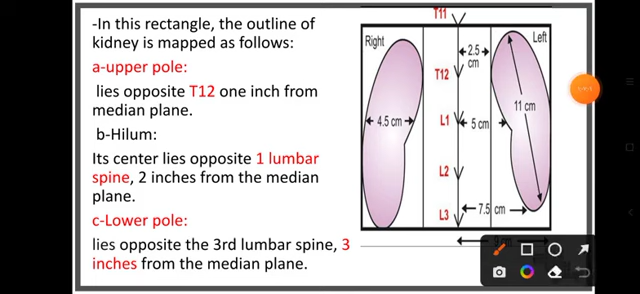 -In this rectangle, the outline of
kidney is mapped as follows:
a-upper pole:
lies opposite T12 one inch from
median plane.
b-Hilum:
Its center lies opposite 1 lumbar
spine, 2 inches from the median
plane.
c-Lower pole:
lies opposite the 3rd lumbar spine, 3
inches from the median plane.
T11
Right
Left
2.5
cm
T12
11 cm
4.5 cm
L1
5 cm
L2
L3
7.5 cm